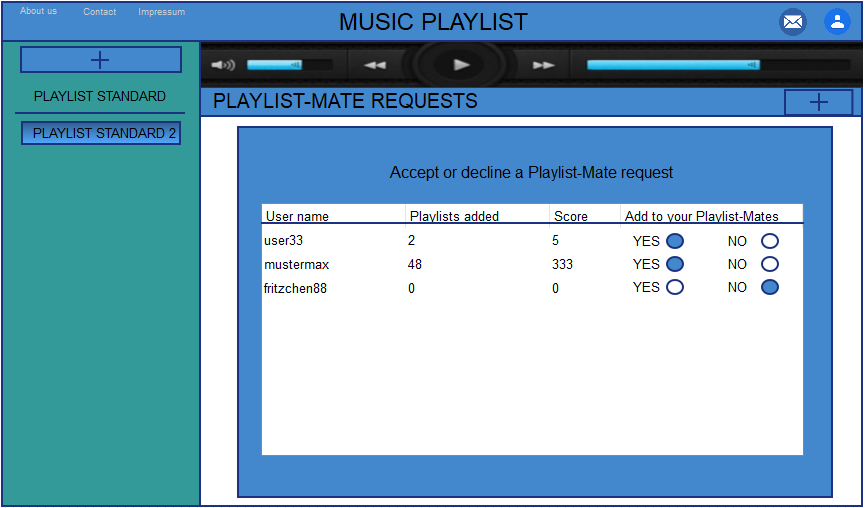 About us Contact Impressum
MUSIC PLAYLIST
PLAYLIST STANDARD
PLAYLIST STANDARD 2
PLAYLIST-MATE REQUESTS
Accept or decline a Playlist-Mate request
User name Playlists added Score Add to your Playlist-Mates
user33 2 5 YES NO
mustermax 48 333 YES NO
fritzchen88 0 0 YES NO